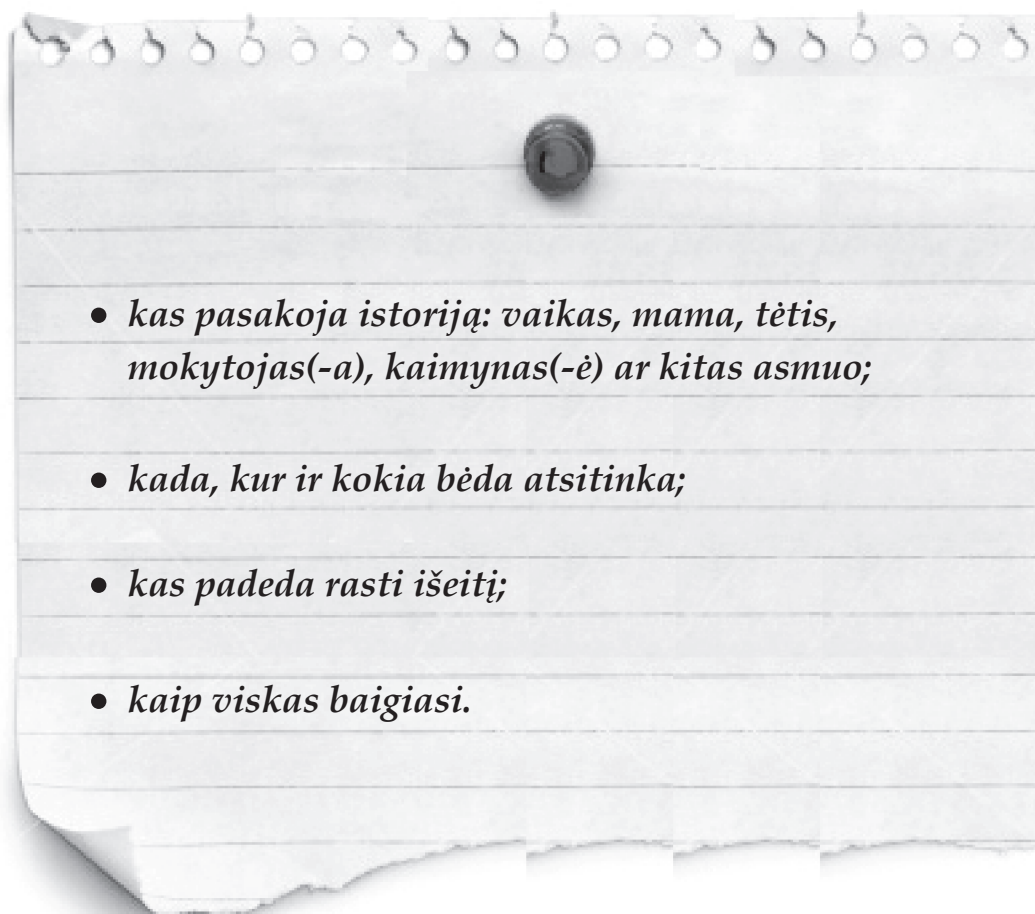 • kas pasakoja istoriją: vaikas, mama, tėtis,
mokytojas(-a), kaimynas(-ė) ar kitas asmuo;
• kada, kur ir kokia bėda atsitinka;
• kas padeda rasti išeitį;
• kaip viskas baigiasi.